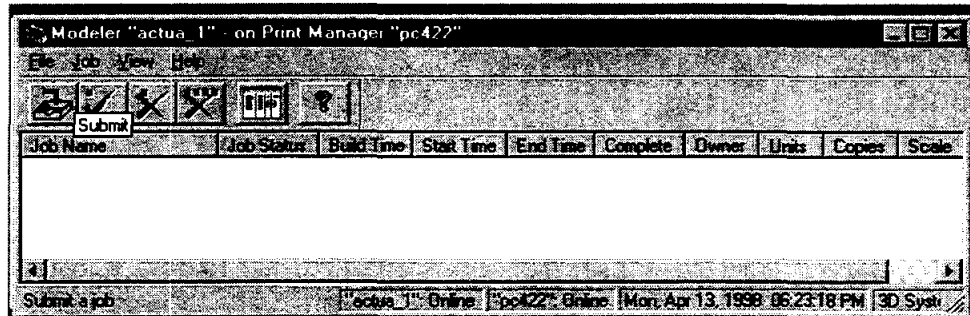 Modeler "actua_1" - on Print Manager "pc422"
File Job View Help
Submit
Job Name Job Status Build Time Start Time End Time Complete Owner Units Copies Scale
Submit a job "actua_1": Online "pc422": Online Mon, Apr 13, 1998 06:23:18 PM 3D Syst